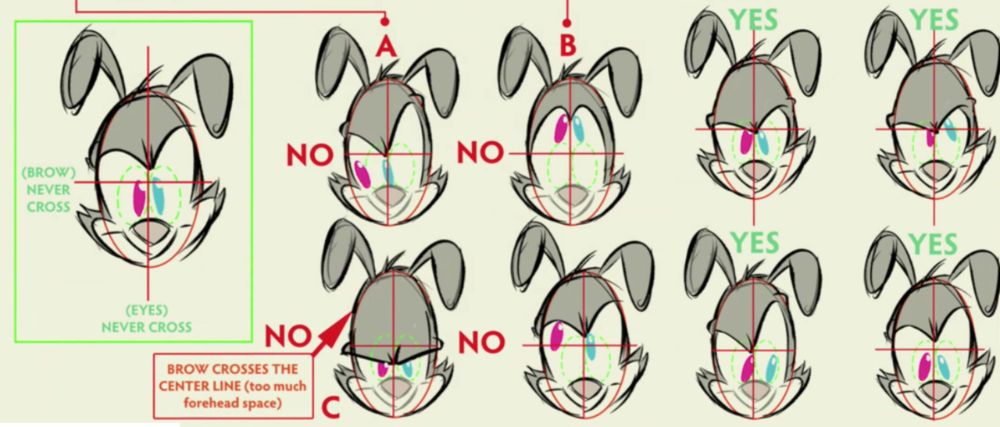 A
B
YES
YES
NO
NO
(BROW)
NEVER
CROSS
(EYES)
NEVER CROSS
YES
YES
NO
NO
BROW CROSSES THE
CENTER LINE (too much
forehead space)
C